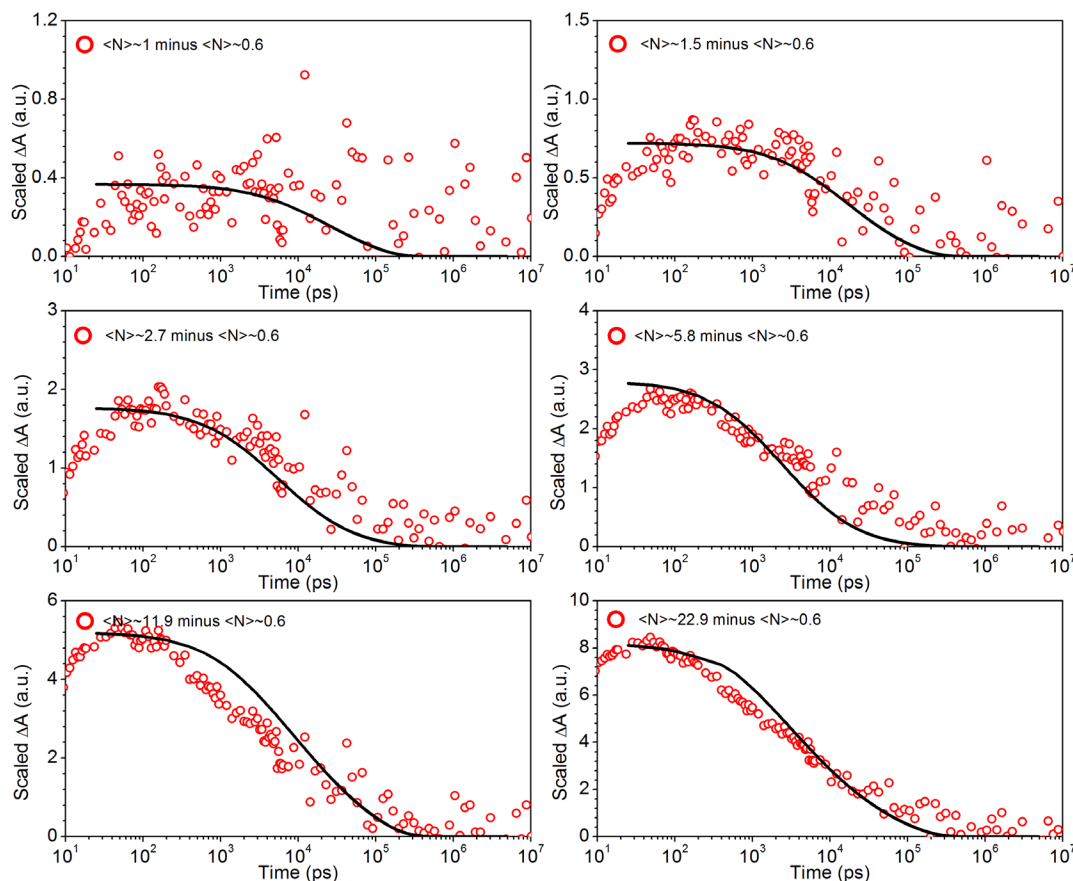 <N>~1 minus <N>~0.6
Scaled ΔA (a.u.)
1.2
0.8
0.4
0.0
10^1 10^2 10^3 10^4 10^5 10^6 10^7
Time (ps)
<N>~1.5 minus <N>~0.6
Scaled ΔA (a.u.)
1.5
1.0
0.5
0.0
10^1 10^2 10^3 10^4 10^5 10^6 10^7
Time (ps)
<N>~2.7 minus <N>~0.6
Scaled ΔA (a.u.)
3
2
1
0
10^1 10^2 10^3 10^4 10^5 10^6 10^7
Time (ps)
<N>~5.8 minus <N>~0.6
Scaled ΔA (a.u.)
4
3
2
1
0
10^1 10^2 10^3 10^4 10^5 10^6 10^7
Time (ps)
<N>~11.9 minus <N>~0.6
Scaled ΔA (a.u.)
6
4
2
0
10^1 10^2 10^3 10^4 10^5 10^6 10^7
Time (ps)
<N>~22.9 minus <N>~0.6
Scaled ΔA (a.u.)
10
8
6
4
2
0
10^1 10^2 10^3 10^4 10^5 10^6 10^7
Time (ps)